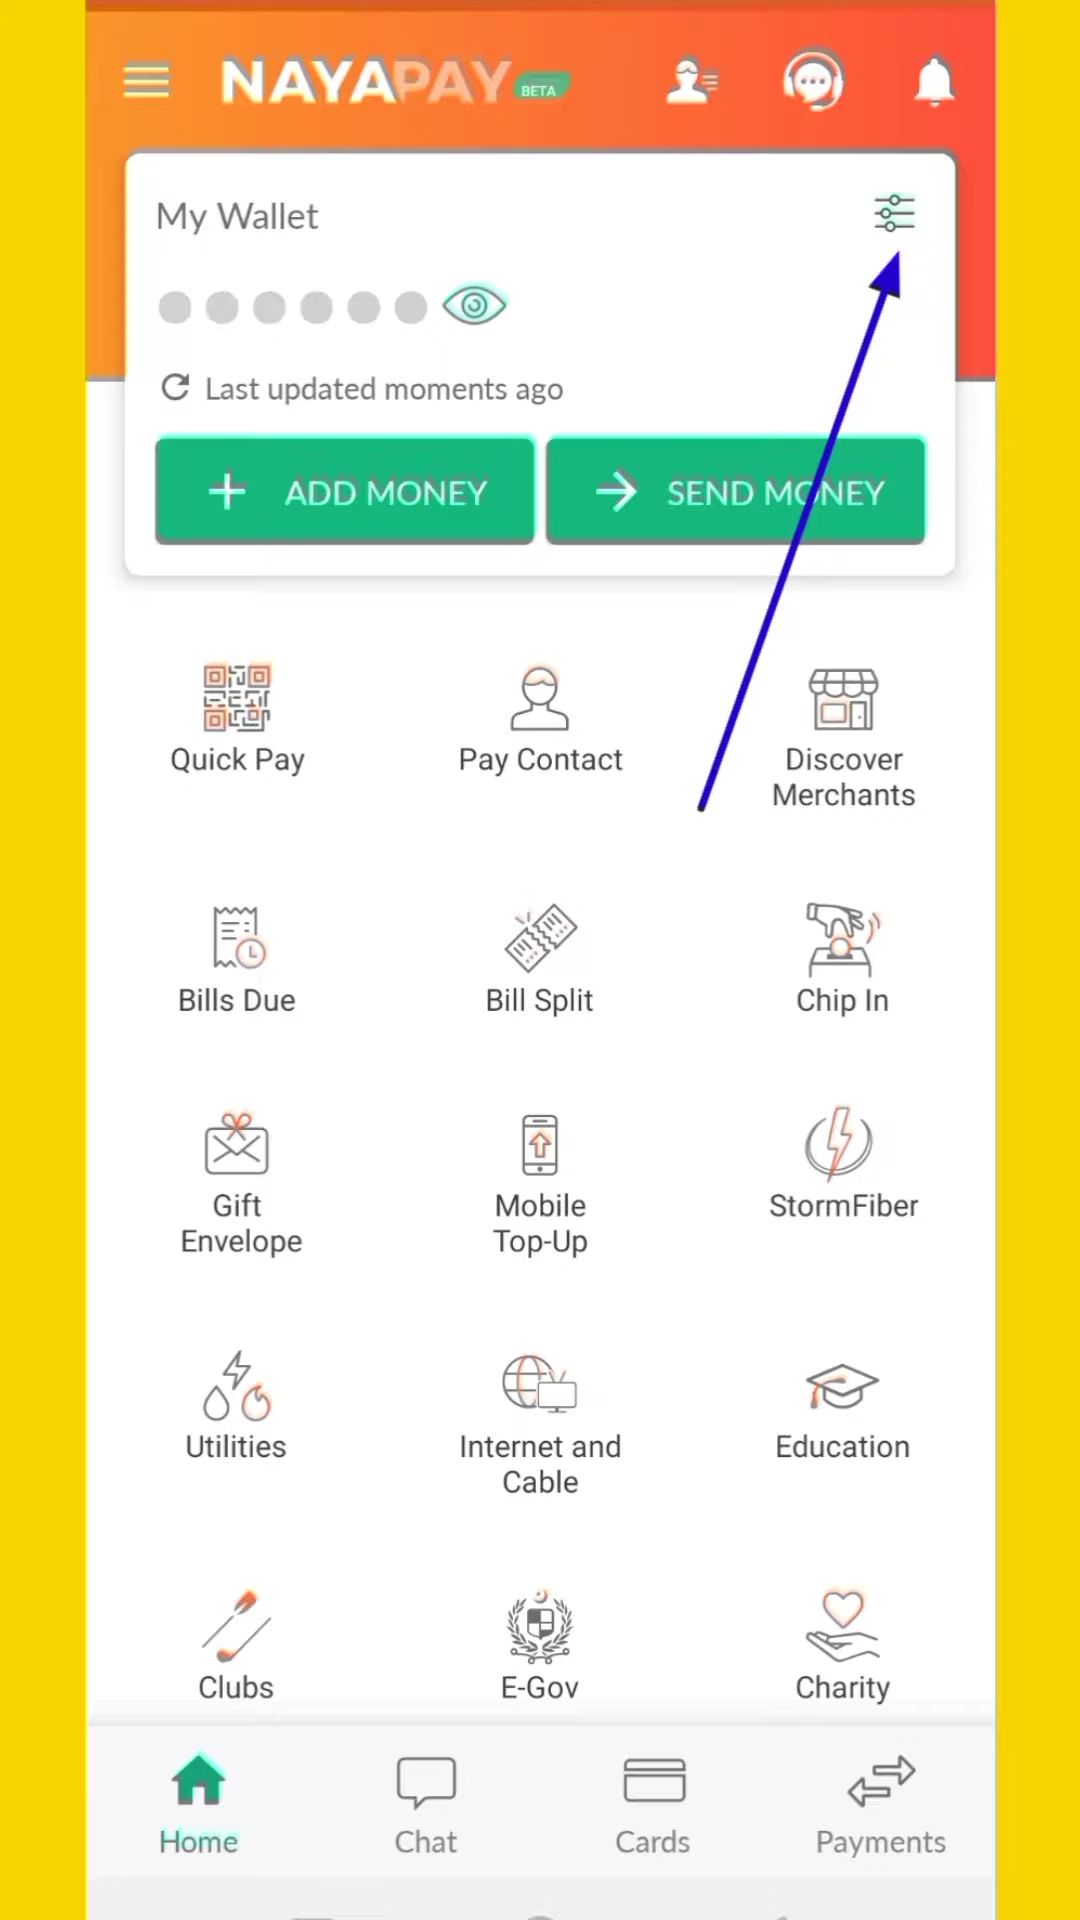 NAYAPAY BETA
My Wallet
Last updated moments ago
ADD MONEY
SEND MONEY
Quick Pay
Pay Contact
Discover
Merchants
Bills Due
Bill Split
Chip In
Gift
Envelope
Mobile
Top-Up
StormFiber
Utilities
Internet and
Cable
Education
Clubs
E-Gov
Charity
Home
Chat
Cards
Payments